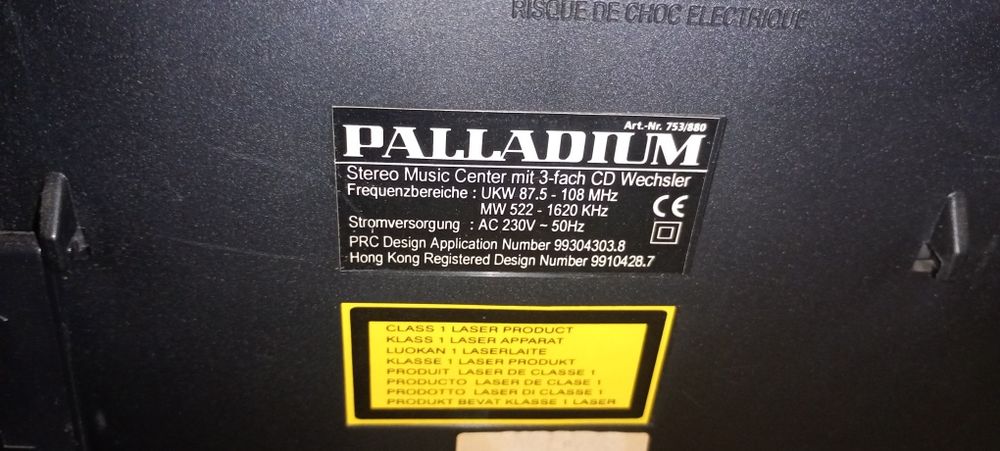 RISQUE DE CHOC ELECTRIQUE
Art.-Nr. 753/880
PALLADIUM
Stereo Music Center mit 3-fach CD Wechsler
Frequenzbereiche : UKW 87.5 - 108 MHz
MW 522 - 1620 KHz
Stromversorgung : AC 230V ~ 50Hz
CE
PRC Design Application Number 99304303.8
Hong Kong Registered Design Number 9910428.7
CLASS 1 LASER PRODUCT
KLASS 1 LASER APPARAT
LUOKAN 1 LASERLAITE
KLASSE 1 LASER PRODUKT
PRODUIT LASER DE CLASSE 1
PRODUCTO LASER DE CLASE 1
PRODOTTO LASER DI CLASSE 1
PRODUKT BEVAT KLASSE 1 LASER